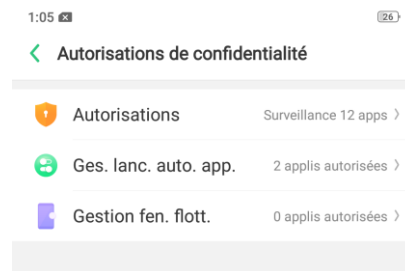 1:05
26
Autorisations de confidentialité
Autorisations Surveillance 12 apps
Ges. lanc. auto. app. 2 applis autorisées
Gestion fen. flott. 0 applis autorisées